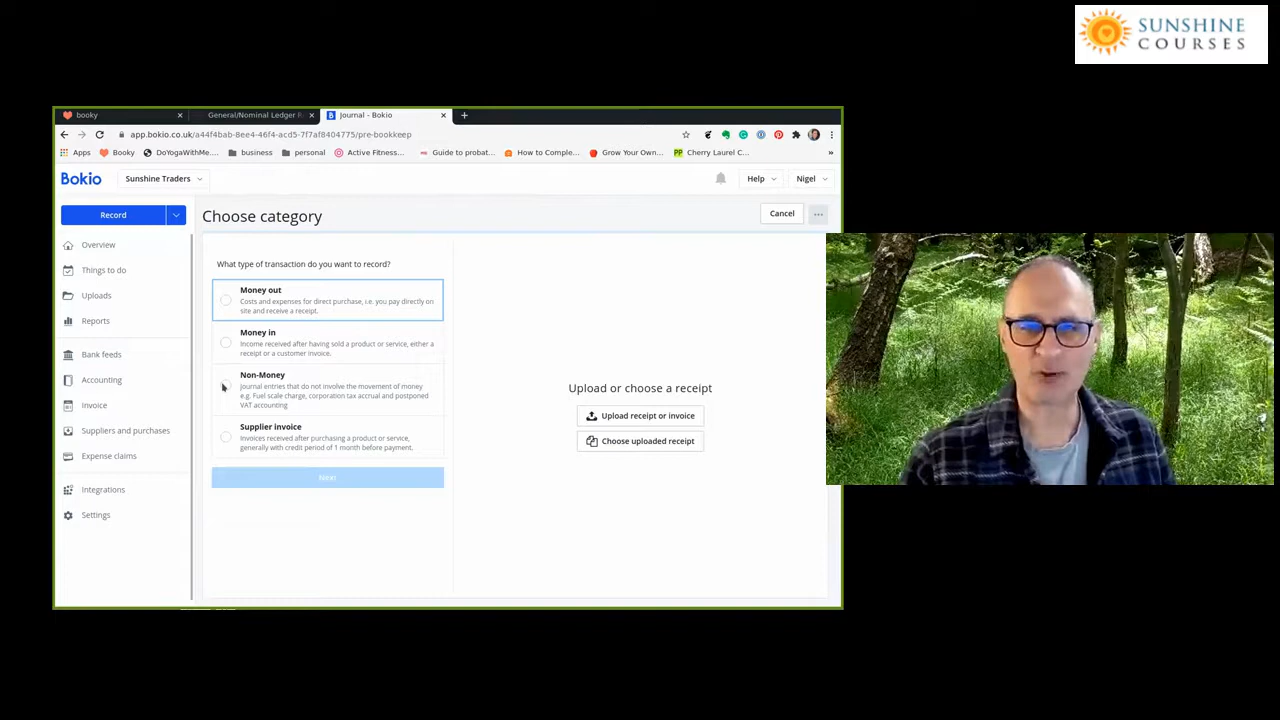 SUNSHINE
COURSES
booky
General/Nominal Ledger R
Journal - Bokio
app.bokio.co.uk/a44f4bab-8ee4-46f4-acd5-7f7af8404775/pre-bookkeep
Apps
Booky
DoYogaWithMe....
business
personal
Active Fitness...
Guide to probat...
How to Comple...
Grow Your Own...
Cherry Laurel C...
»
Bokio
Sunshine Traders
Help
Nigel
Record
Choose category
Cancel
Overview
Things to do
Uploads
Reports
Bank feeds
Accounting
Invoice
Suppliers and purchases
Expense claims
Integrations
Settings
What type of transaction do you want to record?
Money out
Costs and expenses for direct purchase, i.e. you pay directly on
site and receive a receipt.
Money in
Income received after having sold a product or service, either a
receipt or a customer invoice.
Non-Money
Journal entries that do not involve the movement of money
e.g. Fuel scale charge, corporation tax accrual and postponed
VAT accounting
Supplier invoice
Invoices received after purchasing a product or service,
generally with credit period of 1 month before payment.
Next
Upload or choose a receipt
Upload receipt or invoice
Choose uploaded receipt